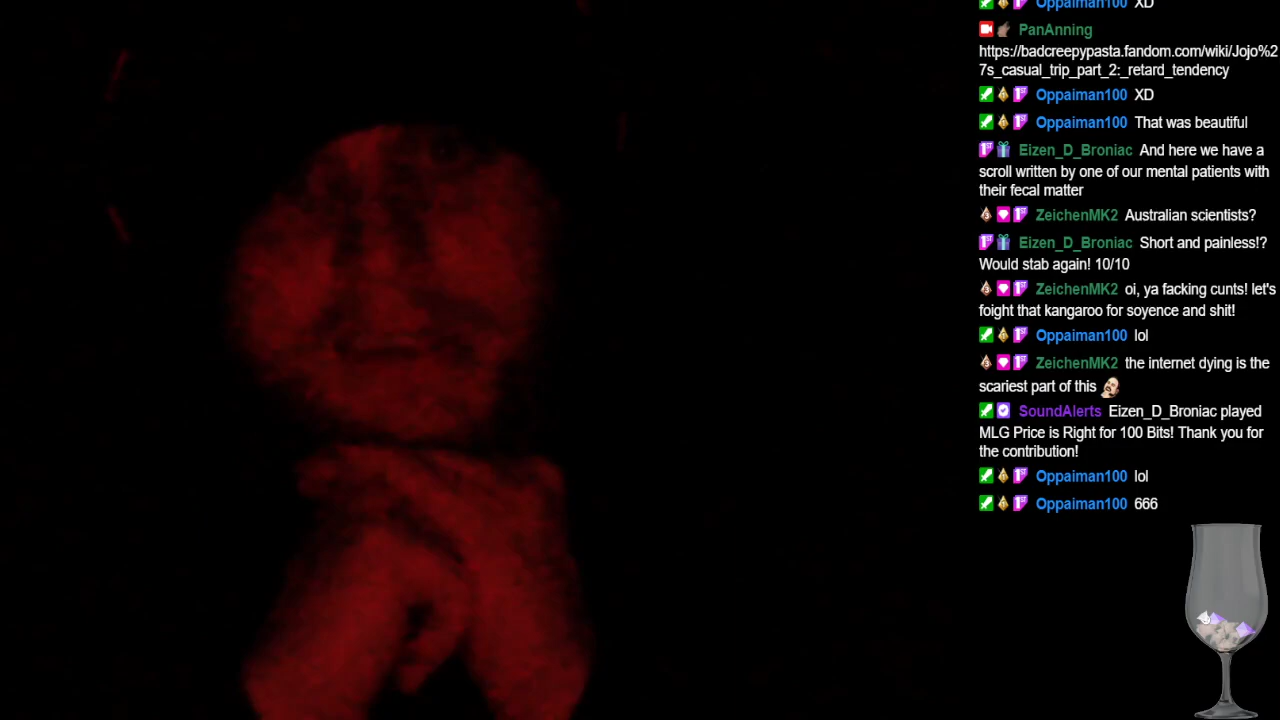 Oppaiman100 XD
PanAnning
https://badcreepypasta.fandom.com/wiki/Jojo%2
7s_casual_trip_part_2:_retard_tendency
Oppaiman100 XD
Oppaiman100 That was beautiful
Eizen_D_Broniac And here we have a
scroll written by one of our mental patients with
their fecal matter
ZeichenMK2 Australian scientists?
Eizen_D_Broniac Short and painless!?
Would stab again! 10/10
ZeichenMK2 oi, ya facking cunts! let's
foight that kangaroo for soyence and shit!
Oppaiman100 lol
ZeichenMK2 the internet dying is the
scariest part of this
SoundAlerts Eizen_D_Broniac played
MLG Price is Right for 100 Bits! Thank you for
the contribution!
Oppaiman100 lol
Oppaiman100 666